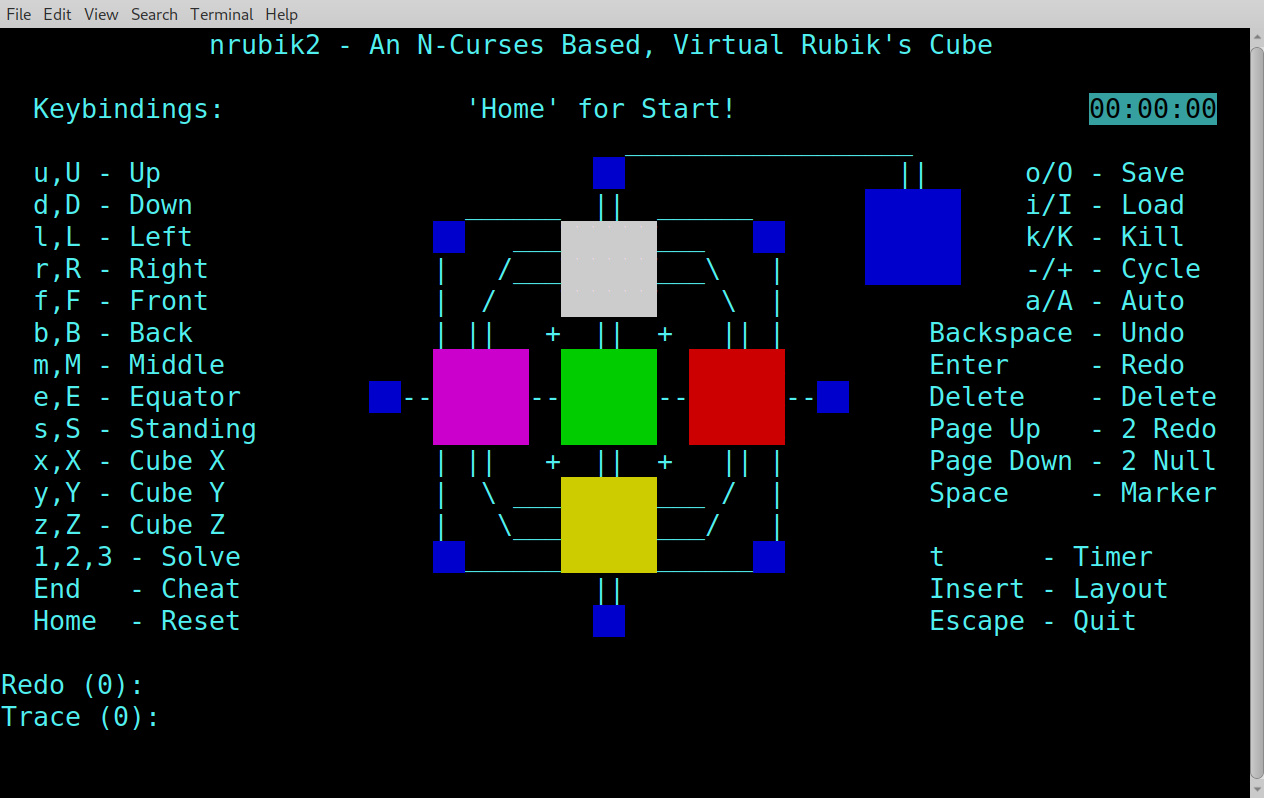 File Edit View Search Terminal Help
nrubik2 - An N-Curses Based, Virtual Rubik's Cube
Keybindings: 'Home' for Start! 00:00:00
u,U - Up o/O - Save
d,D - Down i/I - Load
l,L - Left k/K - Kill
r,R - Right -/+ - Cycle
f,F - Front a/A - Auto
b,B - Back Backspace - Undo
m,M - Middle Enter - Redo
e,E - Equator Delete - Delete
s,S - Standing Page Up - 2 Redo
x,X - Cube X Page Down - 2 Null
y,Y - Cube Y Space - Marker
z,Z - Cube Z
1,2,3 - Solve t - Timer
End - Cheat Insert - Layout
Home - Reset Escape - Quit
Redo (0):
Trace (0):